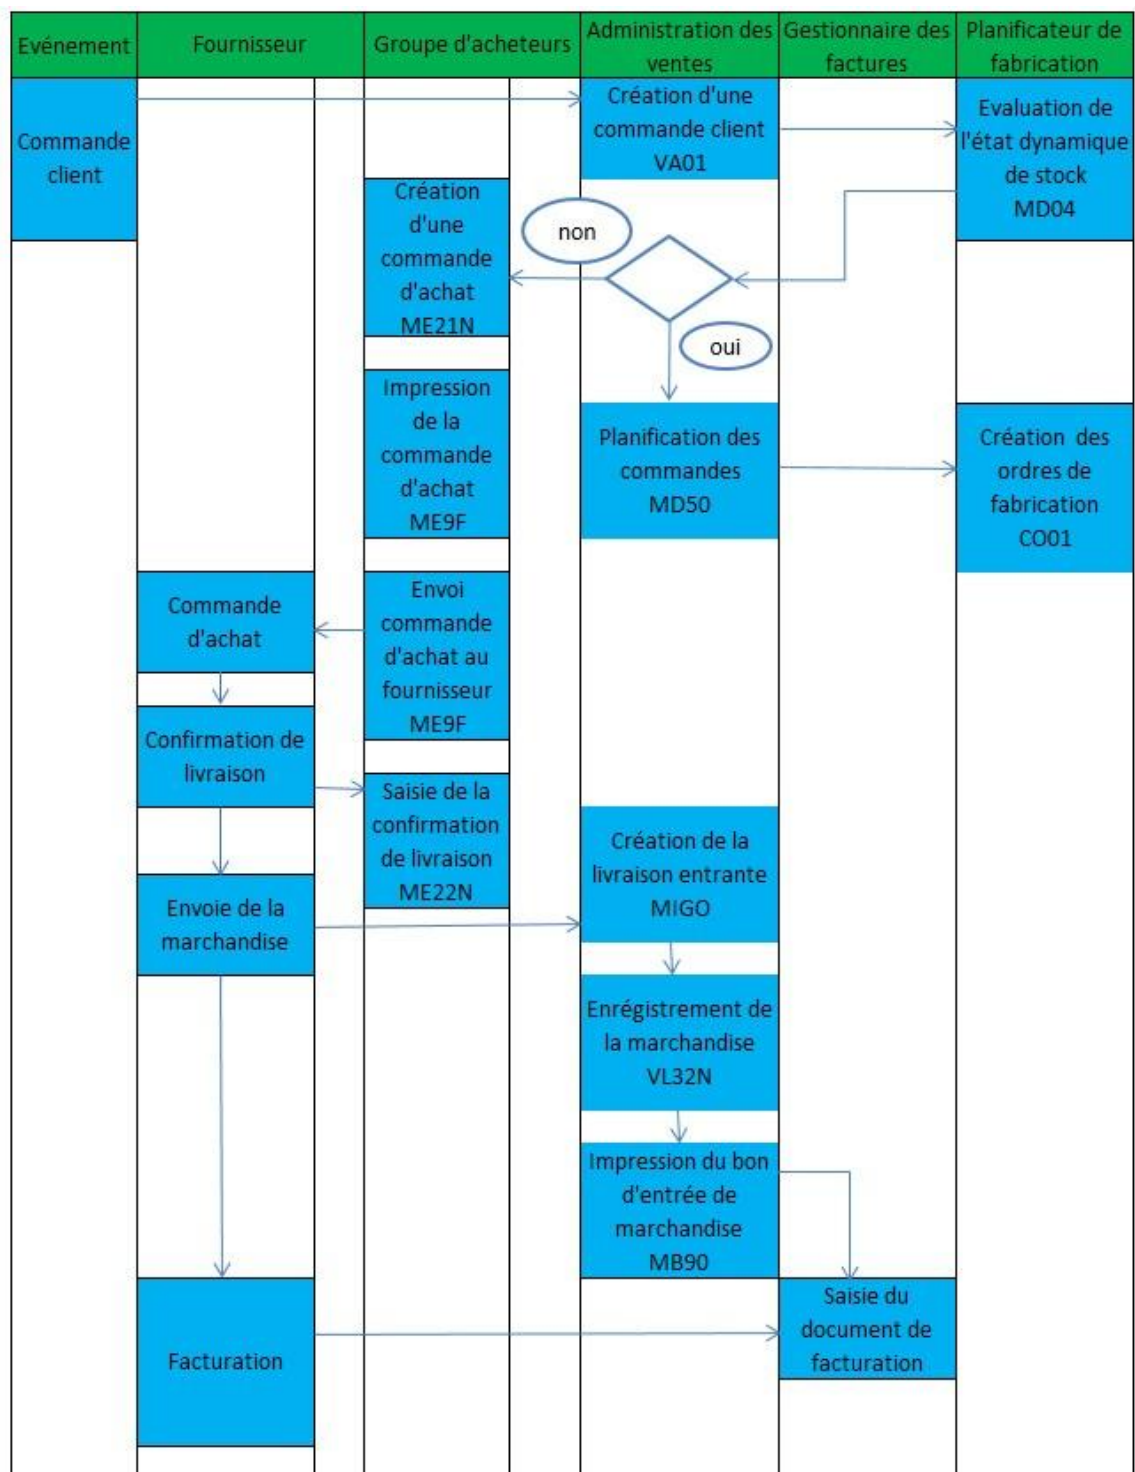 Evénement
Fournisseur
Groupe d'acheteurs
Administration des
ventes
Gestionnaire des
factures
Planificateur de
fabrication
Commande
client
Création d'une
commande client
VA01
Evaluation de
l'état dynamique
de stock
MD04
Création
d'une
commande
d'achat
ME21N
non
oui
Impression
de la
commande
d'achat
ME9F
Planification des
commandes
MD50
Création des
ordres de
fabrication
CO01
Commande
d'achat
Envoi
commande
d'achat au
fournisseur
ME9F
Confirmation de
livraison
Saisie de la
confirmation
de livraison
ME22N
Création de la
livraison entrante
MIGO
Envoie de la
marchandise
Enrégistrement de
la marchandise
VL32N
Impression du bon
d'entrée de
marchandise
MB90
Facturation
Saisie du
document de
facturation